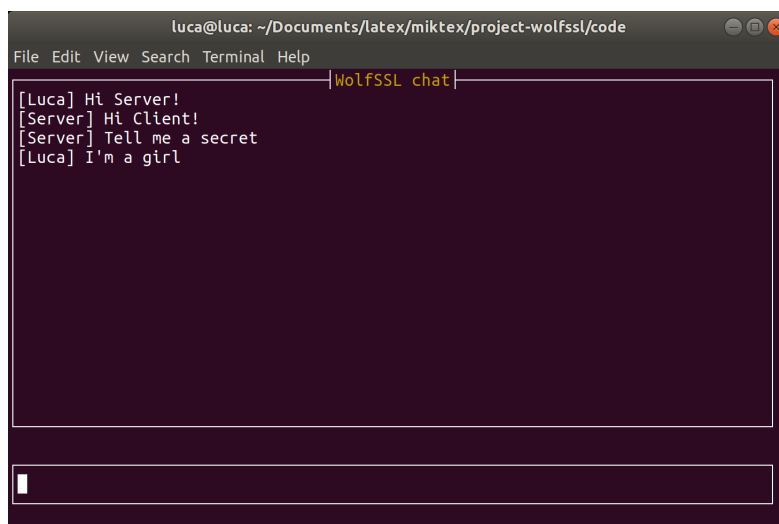 luca@luca: ~/Documents/latex/miktex/project-wolfssl/code
File Edit View Search Terminal Help
WolfSSL chat
[Luca] Hi Server!
[Server] Hi Client!
[Server] Tell me a secret
[Luca] I'm a girl